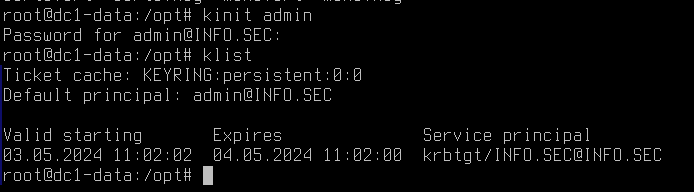 root@dc1-data:/opt# kinit admin
Password for admin@INFO.SEC:
root@dc1-data:/opt# klist
Ticket cache: KEYRING:persistent:0:0
Default principal: admin@INFO.SEC
Valid starting Expires Service principal
03.05.2024 11:02:02 04.05.2024 11:02:00 krbtgt/INFO.SEC@INFO.SEC
root@dc1-data:/opt#